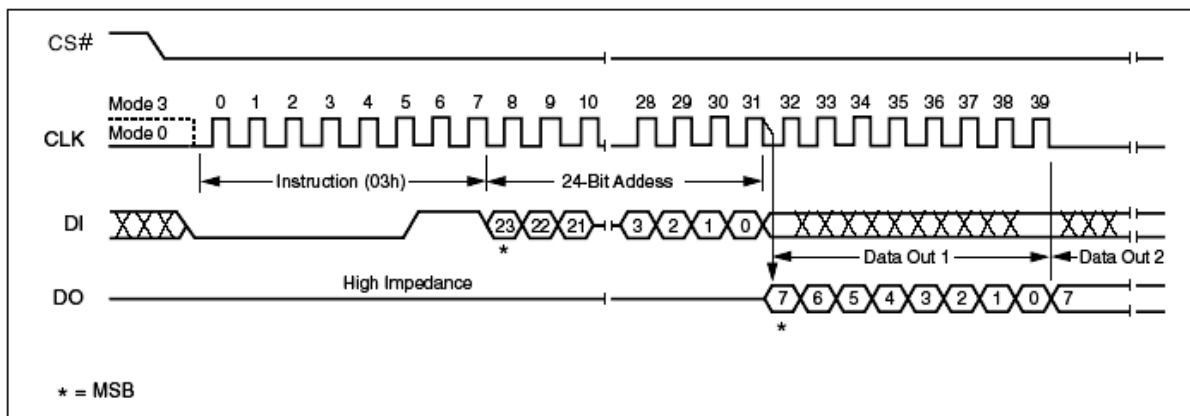 CS#
Mode 3
0 1 2 3 4 5 6 7 8 9 10 28 29 30 31 32 33 34 35 36 37 38 39
Mode 0
CLK
Instruction (03h)
24-Bit Addess
DI
23 22 21 3 2 1 0
*
Data Out 1
Data Out 2
High Impedance
DO
7 6 5 4 3 2 1 0 7
*
* = MSB